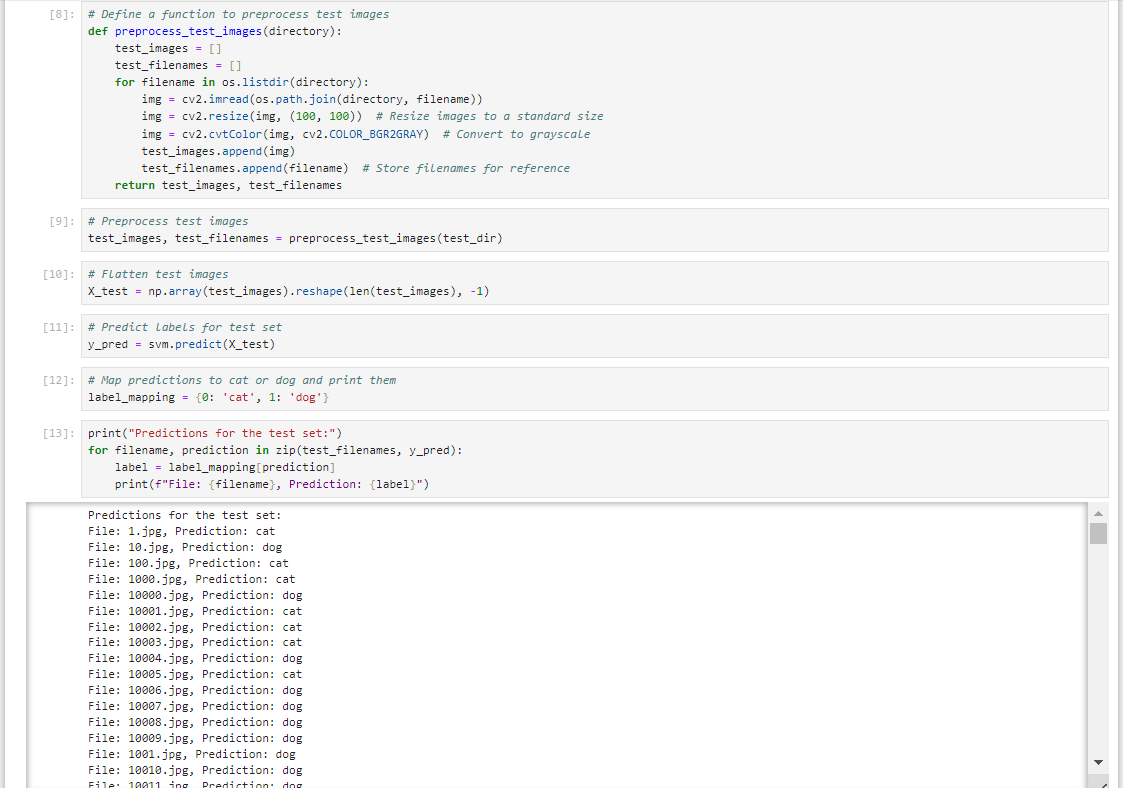 [8]: # Define a function to preprocess test images
def preprocess_test_images(directory):
    test_images = []
    test_filenames = []
    for filename in os.listdir(directory):
        img = cv2.imread(os.path.join(directory, filename))
        img = cv2.resize(img, (100, 100))  # Resize images to a standard size
        img = cv2.cvtColor(img, cv2.COLOR_BGR2GRAY)  # Convert to grayscale
        test_images.append(img)
        test_filenames.append(filename)  # Store filenames for reference
    return test_images, test_filenames
[9]: # Preprocess test images
test_images, test_filenames = preprocess_test_images(test_dir)
[10]: # Flatten test images
X_test = np.array(test_images).reshape(len(test_images), -1)
[11]: # Predict labels for test set
y_pred = svm.predict(X_test)
[12]: # Map predictions to cat or dog and print them
label_mapping = {0: 'cat', 1: 'dog'}
[13]: print("Predictions for the test set:")
for filename, prediction in zip(test_filenames, y_pred):
    label = label_mapping[prediction]
    print(f"File: {filename}, Prediction: {label}")
Predictions for the test set:
File: 1.jpg, Prediction: cat
File: 10.jpg, Prediction: dog
File: 100.jpg, Prediction: cat
File: 1000.jpg, Prediction: cat
File: 10000.jpg, Prediction: dog
File: 10001.jpg, Prediction: cat
File: 10002.jpg, Prediction: cat
File: 10003.jpg, Prediction: cat
File: 10004.jpg, Prediction: dog
File: 10005.jpg, Prediction: cat
File: 10006.jpg, Prediction: dog
File: 10007.jpg, Prediction: dog
File: 10008.jpg, Prediction: dog
File: 10009.jpg, Prediction: dog
File: 1001.jpg, Prediction: dog
File: 10010.jpg, Prediction: dog
File: 10011.jpg, Prediction: dog